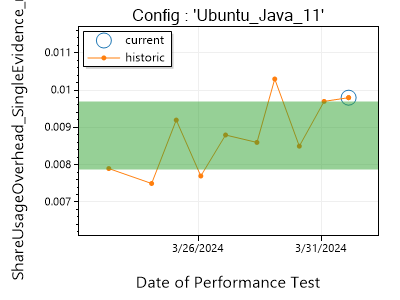 Config : 'Ubuntu_Java_11'
current
historic
0.011
0.01
0.009
0.008
0.007
3/26/2024
3/31/2024
Date of Performance Test
ShareUsageOverhead_SingleEvidence_